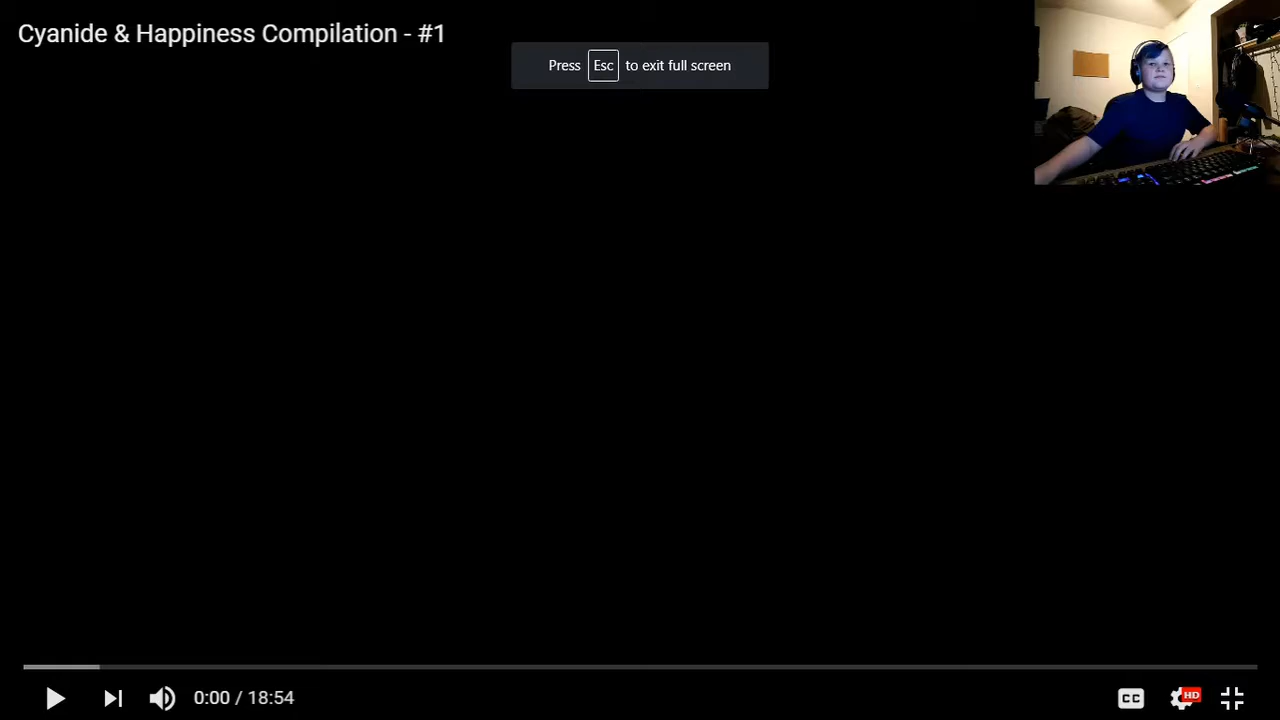 Cyanide & Happiness Compilation - #1
Press Esc to exit full screen
0:00 / 18:54
CC
HD